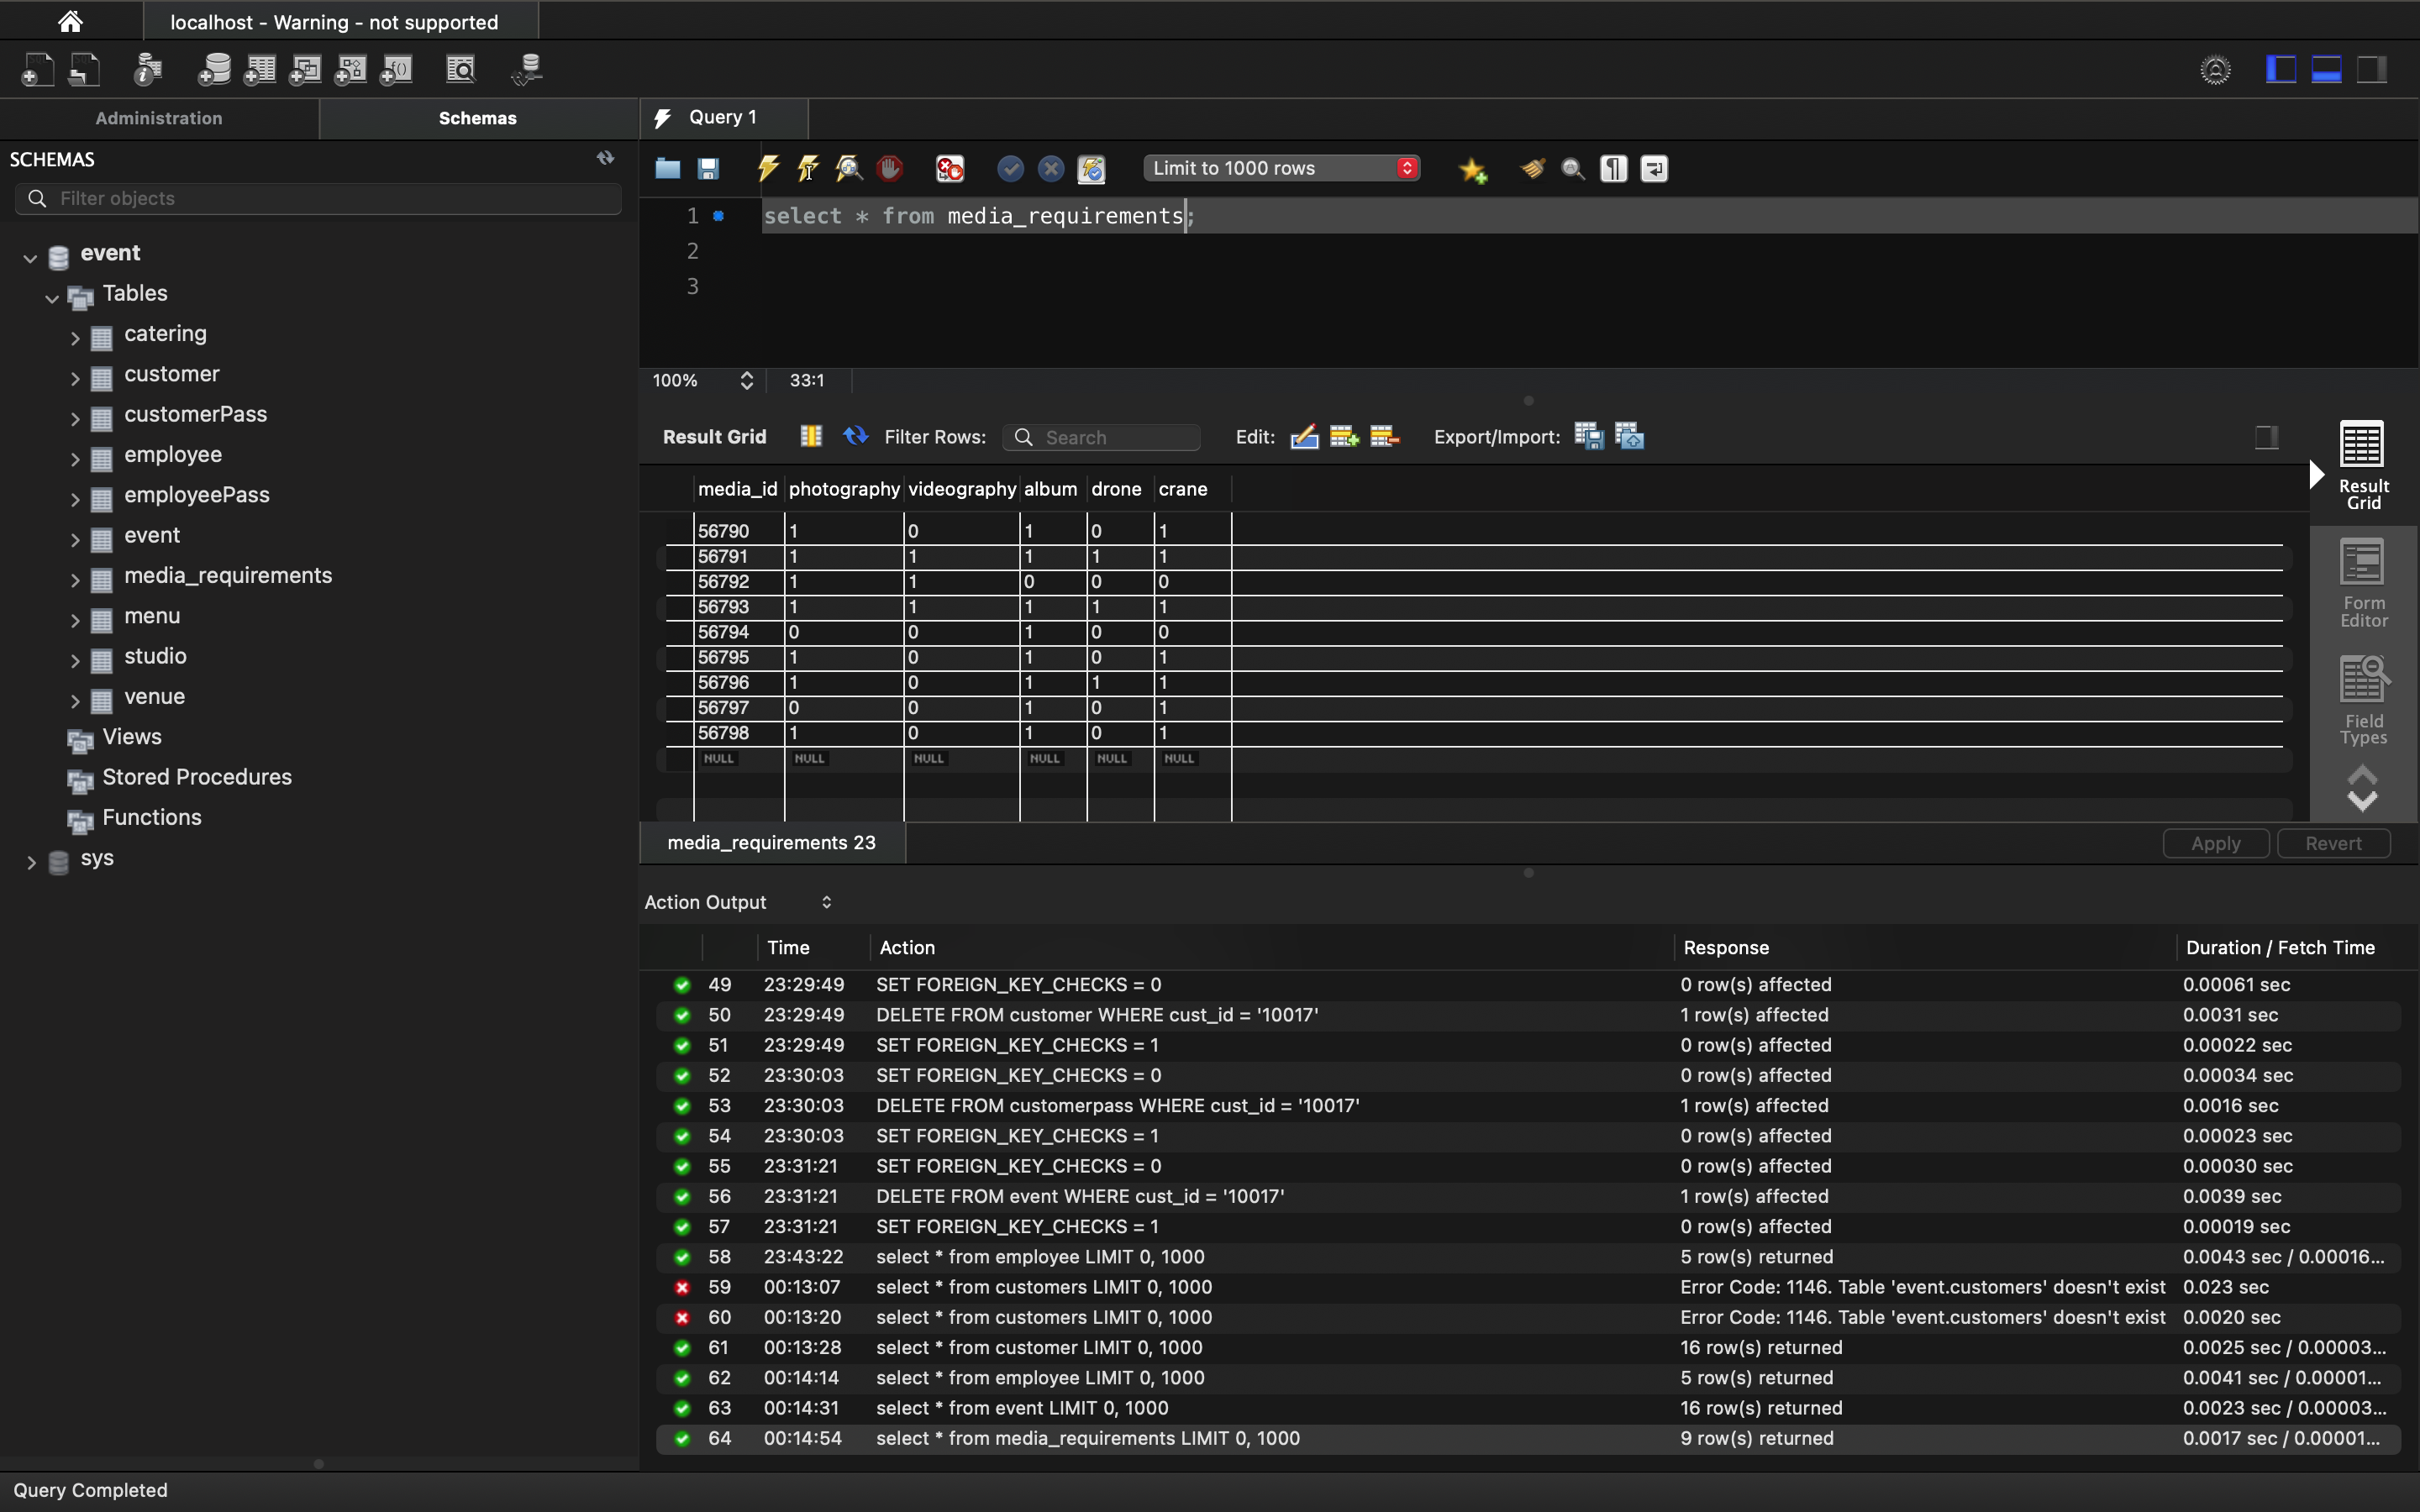 localhost - Warning - not supported
Administration
Schemas
Query 1
SCHEMAS
Filter objects
Limit to 1000 rows
1 select * from media_requirements;
2
3
event
Tables
catering
customer
customerPass
employee
employeePass
event
media_requirements
menu
studio
venue
Views
Stored Procedures
Functions
sys
100% 33:1
Result Grid Filter Rows: Search Edit: Export/Import:
media_id photography videography album drone crane
56790 1 0 1 0 1
56791 1 1 1 1 1
56792 1 1 0 0 0
56793 1 1 1 1 1
56794 0 0 1 0 0
56795 1 0 1 0 1
56796 1 0 1 1 1
56797 0 0 1 0 1
56798 1 0 1 0 1
NULL NULL NULL NULL NULL NULL
Result
Grid
Form
Editor
Field
Types
media_requirements 23
Apply Revert
Action Output
Time Action Response Duration / Fetch Time
49 23:29:49 SET FOREIGN_KEY_CHECKS = 0 0 row(s) affected 0.00061 sec
50 23:29:49 DELETE FROM customer WHERE cust_id = '10017' 1 row(s) affected 0.0031 sec
51 23:29:49 SET FOREIGN_KEY_CHECKS = 1 0 row(s) affected 0.00022 sec
52 23:30:03 SET FOREIGN_KEY_CHECKS = 0 0 row(s) affected 0.00034 sec
53 23:30:03 DELETE FROM customerpass WHERE cust_id = '10017' 1 row(s) affected 0.0016 sec
54 23:30:03 SET FOREIGN_KEY_CHECKS = 1 0 row(s) affected 0.00023 sec
55 23:31:21 SET FOREIGN_KEY_CHECKS = 0 0 row(s) affected 0.00030 sec
56 23:31:21 DELETE FROM event WHERE cust_id = '10017' 1 row(s) affected 0.0039 sec
57 23:31:21 SET FOREIGN_KEY_CHECKS = 1 0 row(s) affected 0.00019 sec
58 23:43:22 select * from employee LIMIT 0, 1000 5 row(s) returned 0.0043 sec / 0.00016...
59 00:13:07 select * from customers LIMIT 0, 1000 Error Code: 1146. Table 'event.customers' doesn't exist 0.023 sec
60 00:13:20 select * from customers LIMIT 0, 1000 Error Code: 1146. Table 'event.customers' doesn't exist 0.0020 sec
61 00:13:28 select * from customer LIMIT 0, 1000 16 row(s) returned 0.0025 sec / 0.00003...
62 00:14:14 select * from employee LIMIT 0, 1000 5 row(s) returned 0.0041 sec / 0.00001...
63 00:14:31 select * from event LIMIT 0, 1000 16 row(s) returned 0.0023 sec / 0.00003...
64 00:14:54 select * from media_requirements LIMIT 0, 1000 9 row(s) returned 0.0017 sec / 0.00001...
Query Completed